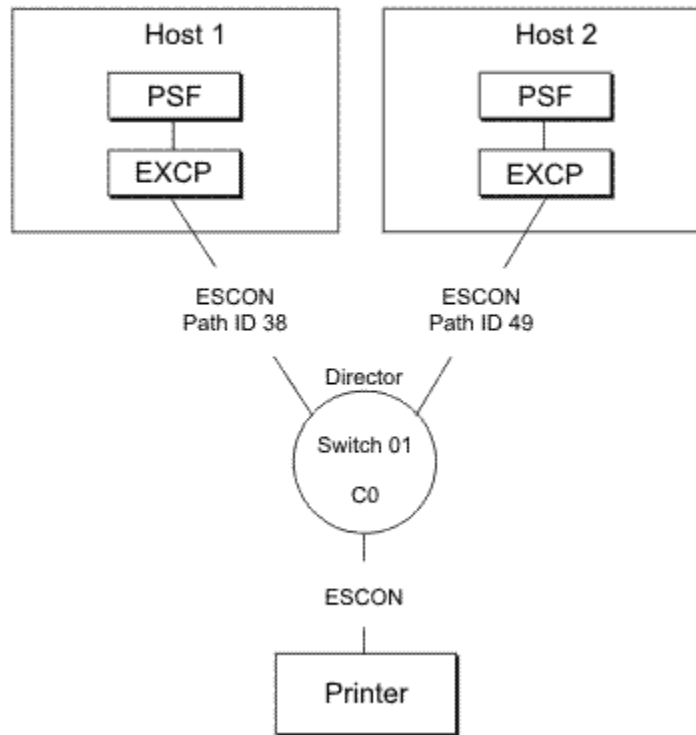 Host 1
PSF
EXCP
Host 2
PSF
EXCP
ESCON
Path ID 38
ESCON
Path ID 49
Director
Switch 01
C0
ESCON
Printer